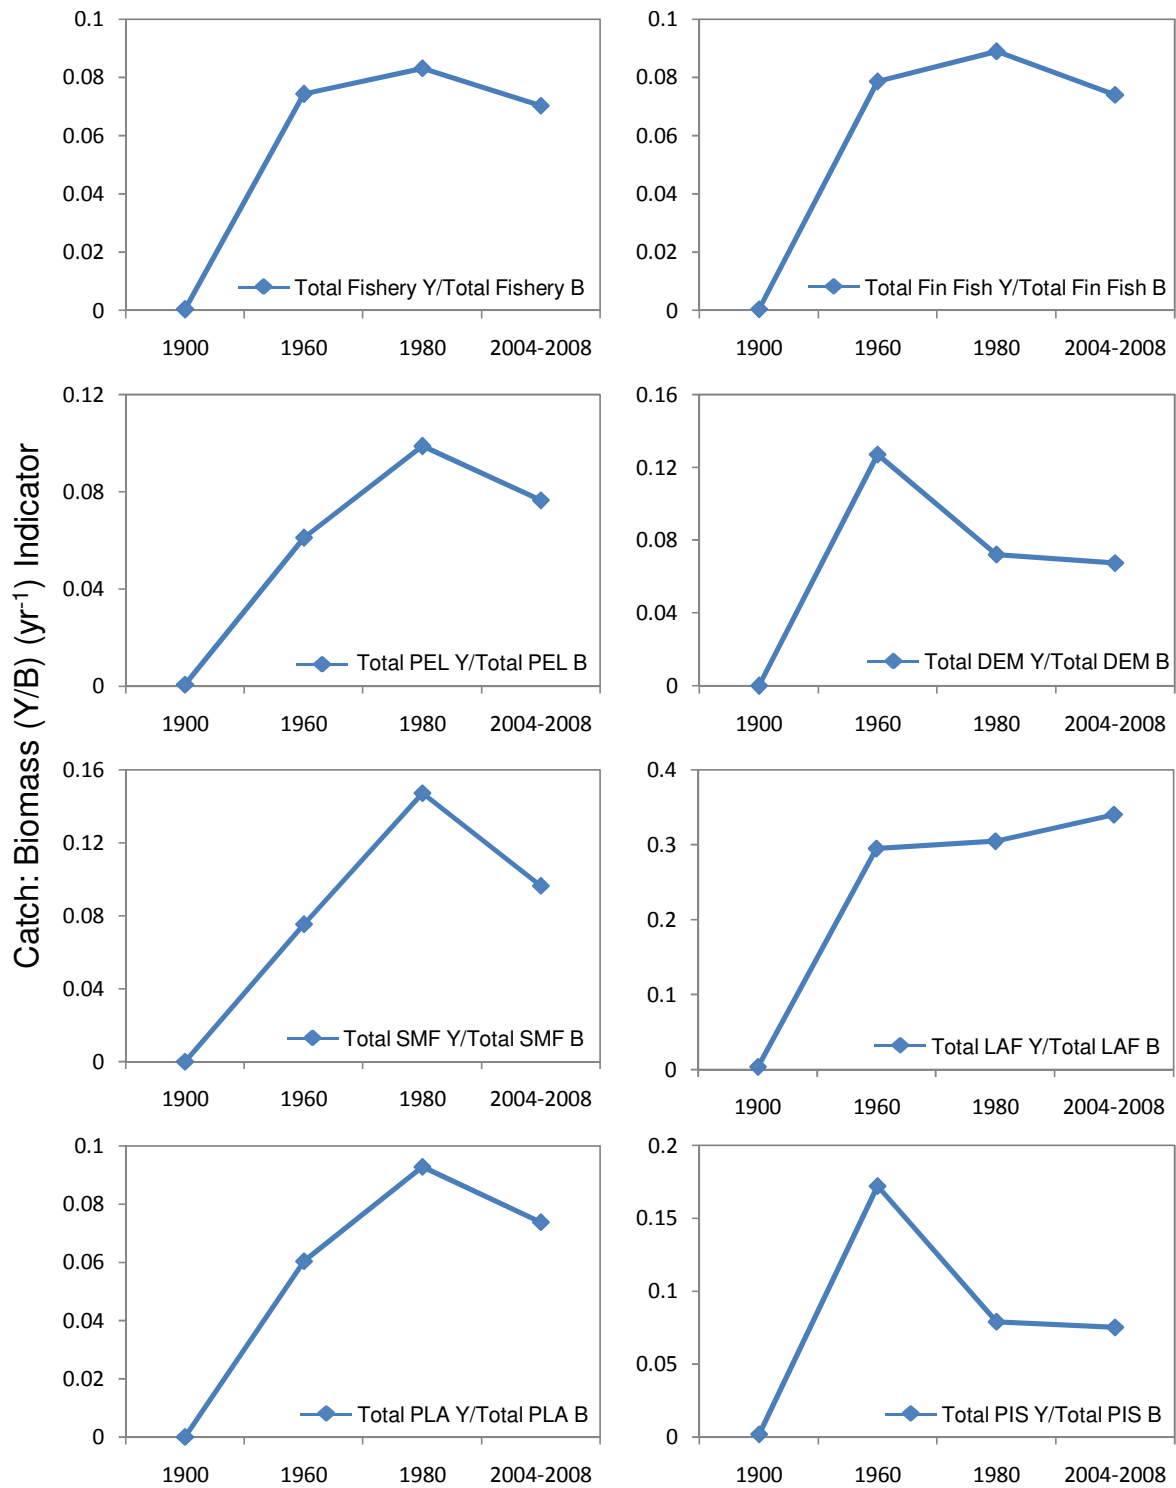 Catch: Biomass (Y/B) (yr⁻¹) Indicator
0.1
0.08
0.06
0.04
0.02
0
Total Fishery Y/Total Fishery B
1900 1960 1980 2004-2008
0.1
0.08
0.06
0.04
0.02
0
Total Fin Fish Y/Total Fin Fish B
1900 1960 1980 2004-2008
0.12
0.08
0.04
0
Total PEL Y/Total PEL B
1900 1960 1980 2004-2008
0.16
0.12
0.08
0.04
0
Total DEM Y/Total DEM B
1900 1960 1980 2004-2008
0.16
0.12
0.08
0.04
0
Total SMF Y/Total SMF B
1900 1960 1980 2004-2008
0.4
0.3
0.2
0.1
0
Total LAF Y/Total LAF B
1900 1960 1980 2004-2008
0.1
0.08
0.06
0.04
0.02
0
Total PLA Y/Total PLA B
1900 1960 1980 2004-2008
0.2
0.15
0.1
0.05
0
Total PIS Y/Total PIS B
1900 1960 1980 2004-2008